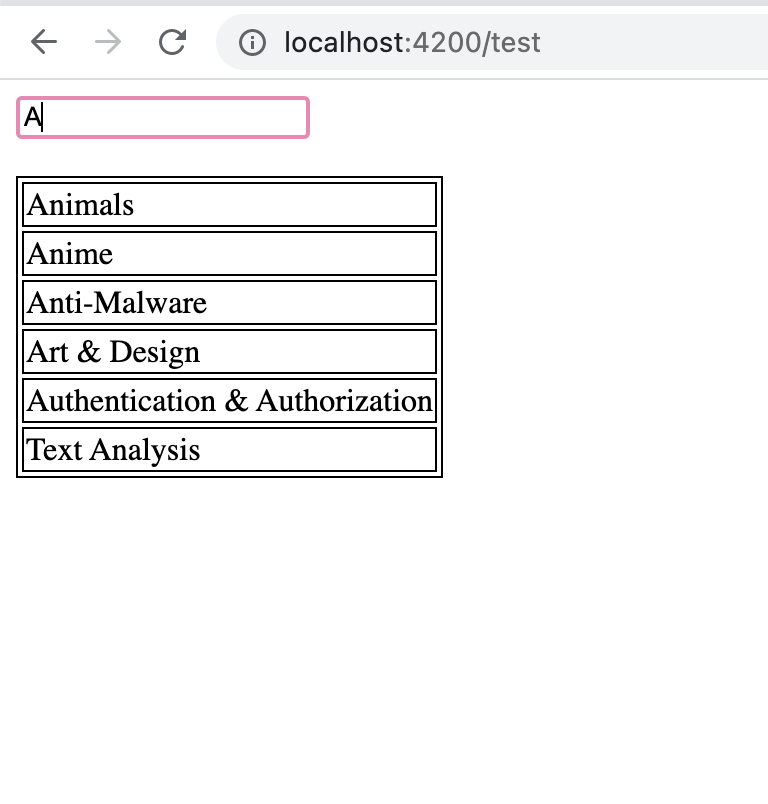 localhost:4200/test
A
Animals
Anime
Anti-Malware
Art & Design
Authentication & Authorization
Text Analysis